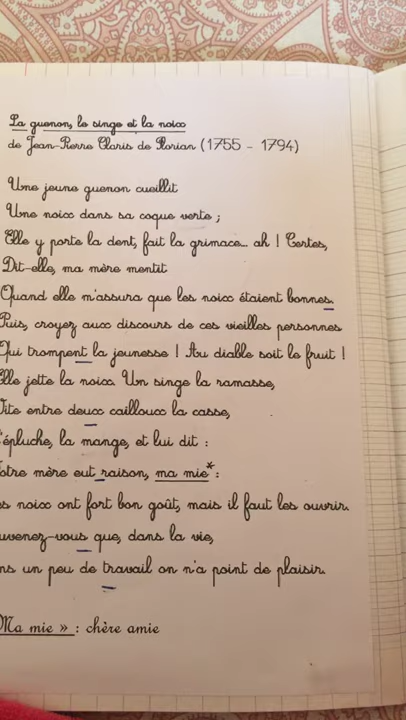 La guenon, le singe et la noix
de Jean-Pierre Claris de Florian (1755 - 1794)
Une jeune guenon cueillit
Une noix dans sa coque verte ;
Elle y porte la dent, fait la grimace... ah ! Certes,
Dit-elle, ma mère mentit
Quand elle m'assura que les noix étaient bonnes.
Puis, croyez aux discours de ces vieilles personnes
Qui trompent la jeunesse ! Au diable soit le fruit !
Elle jette la noix. Un singe la ramasse,
Vite entre deux cailloux la casse,
l'épluche, la mange, et lui dit :
otre mère eut raison, ma mie* :
es noix ont fort bon goût, mais il faut les ouvrir.
uvenez-vous que, dans la vie,
ns un peu de travail on n'a point de plaisir.
Ma mie » : chère amie